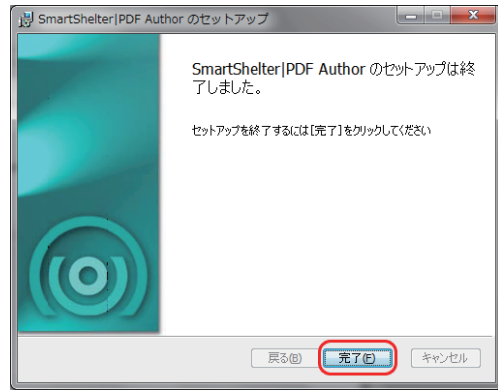 SmartShelter|PDF Author のセットアップ
SmartShelter|PDF Author のセットアップは終
了しました。
セットアップを終了するには[完了]をクリックしてください
戻る(B)
完了(F)
キャンセル